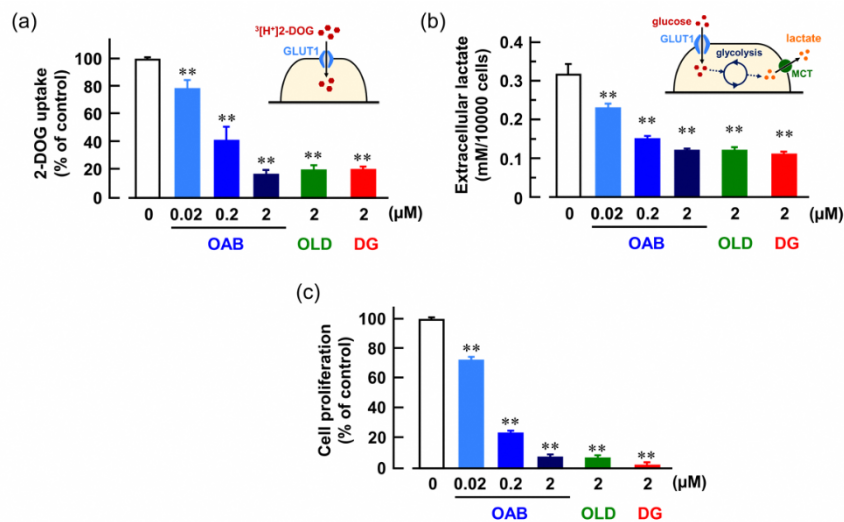 (a)
³[H⁺]2-DOG
GLUT1
2-DOG uptake
(% of control)
100
80
60
40
20
0
**
**
**
**
**
0 0.02 0.2 2 2 2 (μM)
OAB OLD DG
(b)
glucose
GLUT1
glycolysis
lactate
MCT
Extracellular lactate
(mM/10000 cells)
0.4
0.3
0.2
0.1
0
**
**
**
**
**
0 0.02 0.2 2 2 2 (μM)
OAB OLD DG
(c)
Cell proliferation
(% of control)
100
80
60
40
20
0
**
**
**
**
**
0 0.02 0.2 2 2 2 (μM)
OAB OLD DG